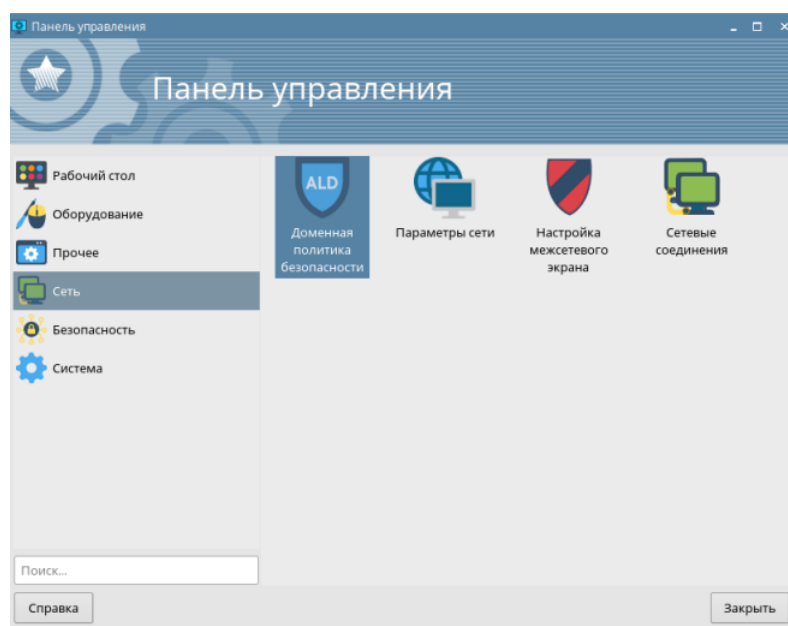 Панель управления
Панель управления
Рабочий стол
Оборудование
Прочее
Сеть
Безопасность
Система
ALD
Доменная
политика
безопасности
Параметры сети
Настройка
межсетевого
экрана
Сетевые
соединения
Поиск...
Справка
Закрыть